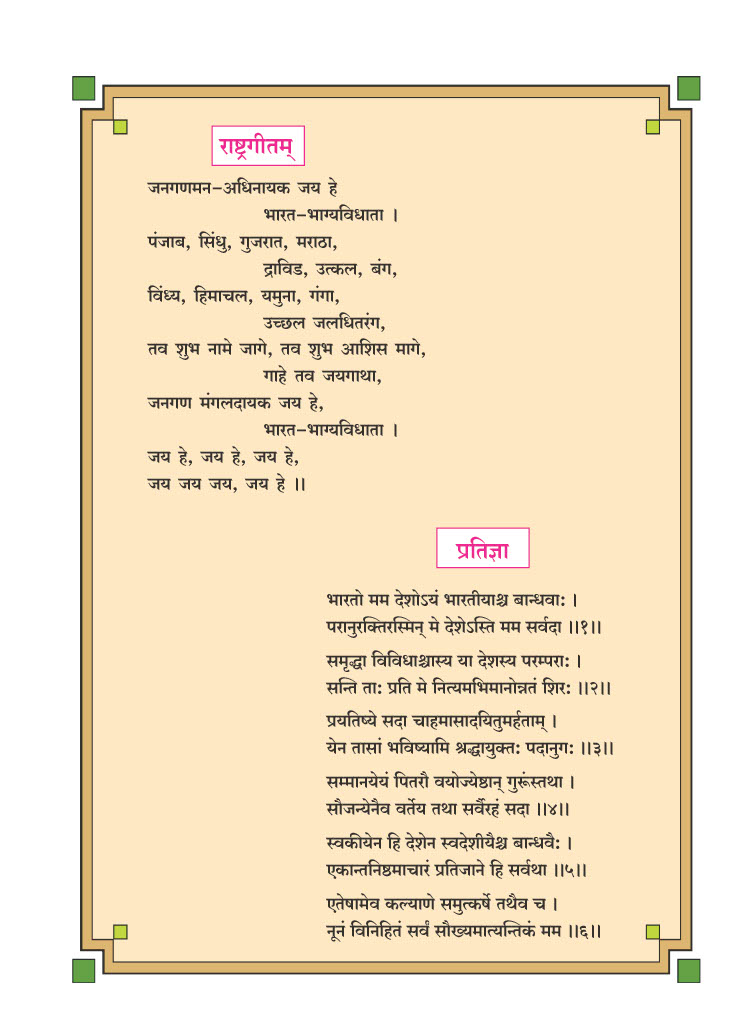 राष्ट्रगीतम्
जनगणमन–अधिनायक जय हे
भारत–भाग्यविधाता ।
पंजाब, सिंधु, गुजरात, मराठा,
द्राविड, उत्कल, बंग,
विंध्य, हिमाचल, यमुना, गंगा,
उच्छल जलधितरंग,
तव शुभ नामे जागे, तव शुभ आशिस मागे,
गाहे तव जयगाथा,
जनगण मंगलदायक जय हे,
भारत–भाग्यविधाता ।
जय हे, जय हे, जय हे,
जय जय जय, जय हे ।।
प्रतिज्ञा
भारतो मम देशोऽयं भारतीयाश्च बान्धवाः ।
परानुरक्तिरस्मिन् मे देशेऽस्ति मम सर्वदा ।।१।।
समृद्धा विविधाश्चास्य या देशस्य परम्पराः ।
सन्ति ताः प्रति मे नित्यमभिमानोन्नतं शिरः ।।२।।
प्रयतिष्ये सदा चाहमासादयितुमर्हताम् ।
येन तासां भविष्यामि श्रद्धायुक्तः पदानुगः ।।३।।
सम्मानयेयं पितरौ वयोज्येष्ठान् गुरूंस्तथा ।
सौजन्येनैव वर्तेय तथा सर्वैरहं सदा ।।४।।
स्वकीयेन हि देशेन स्वदेशीयैश्च बान्धवैः ।
एकान्तनिष्ठमाचारं प्रतिजाने हि सर्वथा ।।५।।
एतेषामेव कल्याणे समुत्कर्षे तथैव च ।
नूनं विनिहितं सर्वं सौख्यमात्यन्तिकं मम ।।६।।